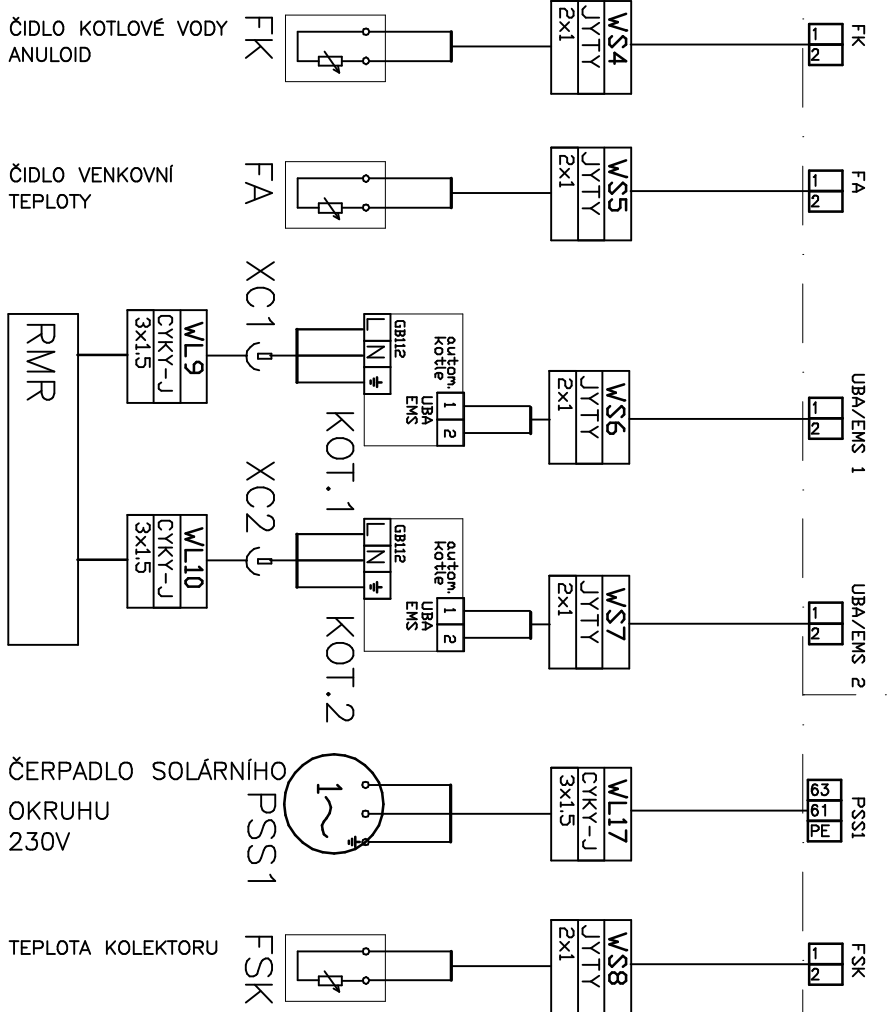 ČIDLO KOTLOVÉ VODY
ANULOID
FK
WS4
JYTY
2x1
1
2
FK
ČIDLO VENKOVNÍ
TEPLOTY
FA
WS5
JYTY
2x1
1
2
FA
RMR
WL9
CYKY-J
3x1.5
XC1
L
N
GB112
autom.
kotle
UBA
EMS
1
2
KOT.1
WS6
JYTY
2x1
1
2
UBA/EMS 1
WL10
CYKY-J
3x1.5
XC2
L
N
GB112
autom.
kotle
UBA
EMS
1
2
KOT.2
WS7
JYTY
2x1
1
2
UBA/EMS 2
ČERPADLO SOLÁRNÍHO
OKRUHU
230V
PSS1
1~
WL17
CYKY-J
3x1.5
63
61
PE
PSS1
TEPLOTA KOLEKTORU
FSK
WS8
JYTY
2x1
1
2
FSK